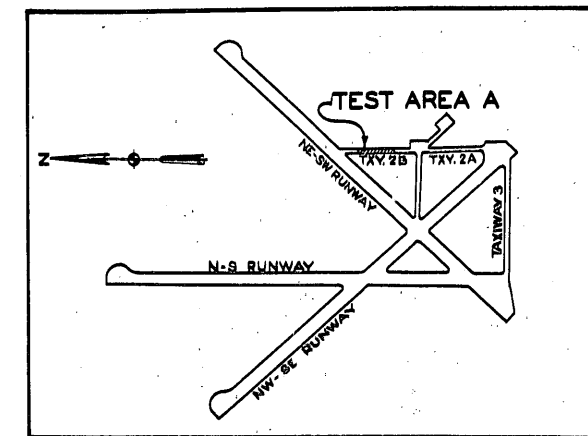 TEST AREA A
N
NE-SW RUNWAY
TXY. 2B
TXY. 2A
TAXIWAY 3
N-S RUNWAY
NW-SE RUNWAY